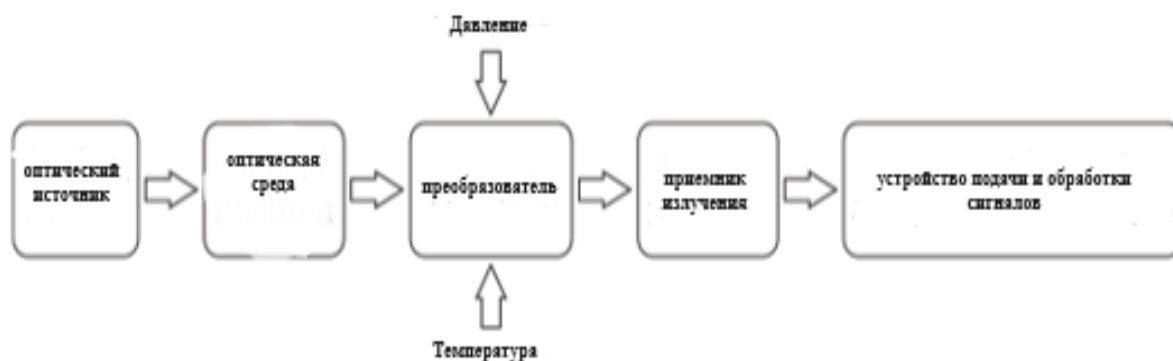 Давление
оптический
источник
оптическая
среда
преобразователь
приемник
излучения
устройство подачи и обработки
сигналов
Температура